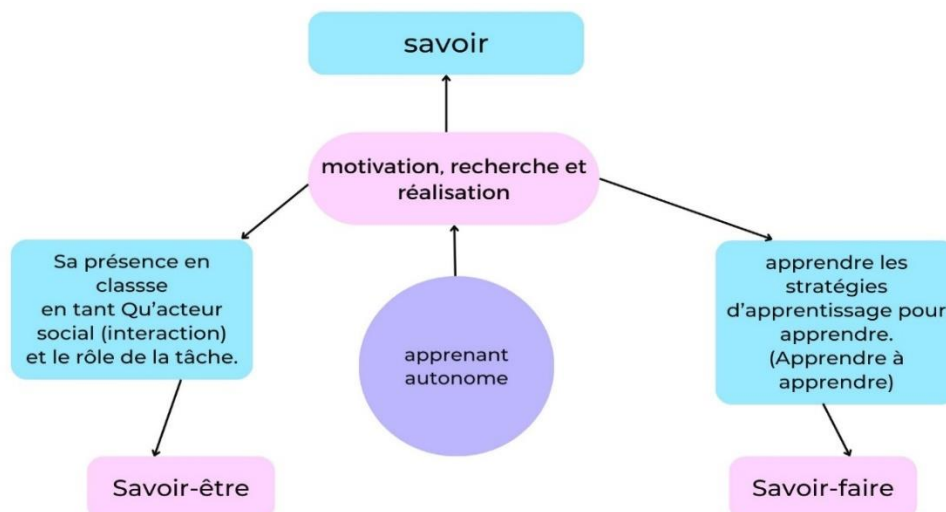 savoir
motivation, recherche et
réalisation
Sa présence en
classse
en tant Qu'acteur
social (interaction)
et le rôle de la tâche.
apprenant
autonome
apprendre les
stratégies
d'apprentissage pour
apprendre.
(Apprendre à
apprendre)
Savoir-être
Savoir-faire